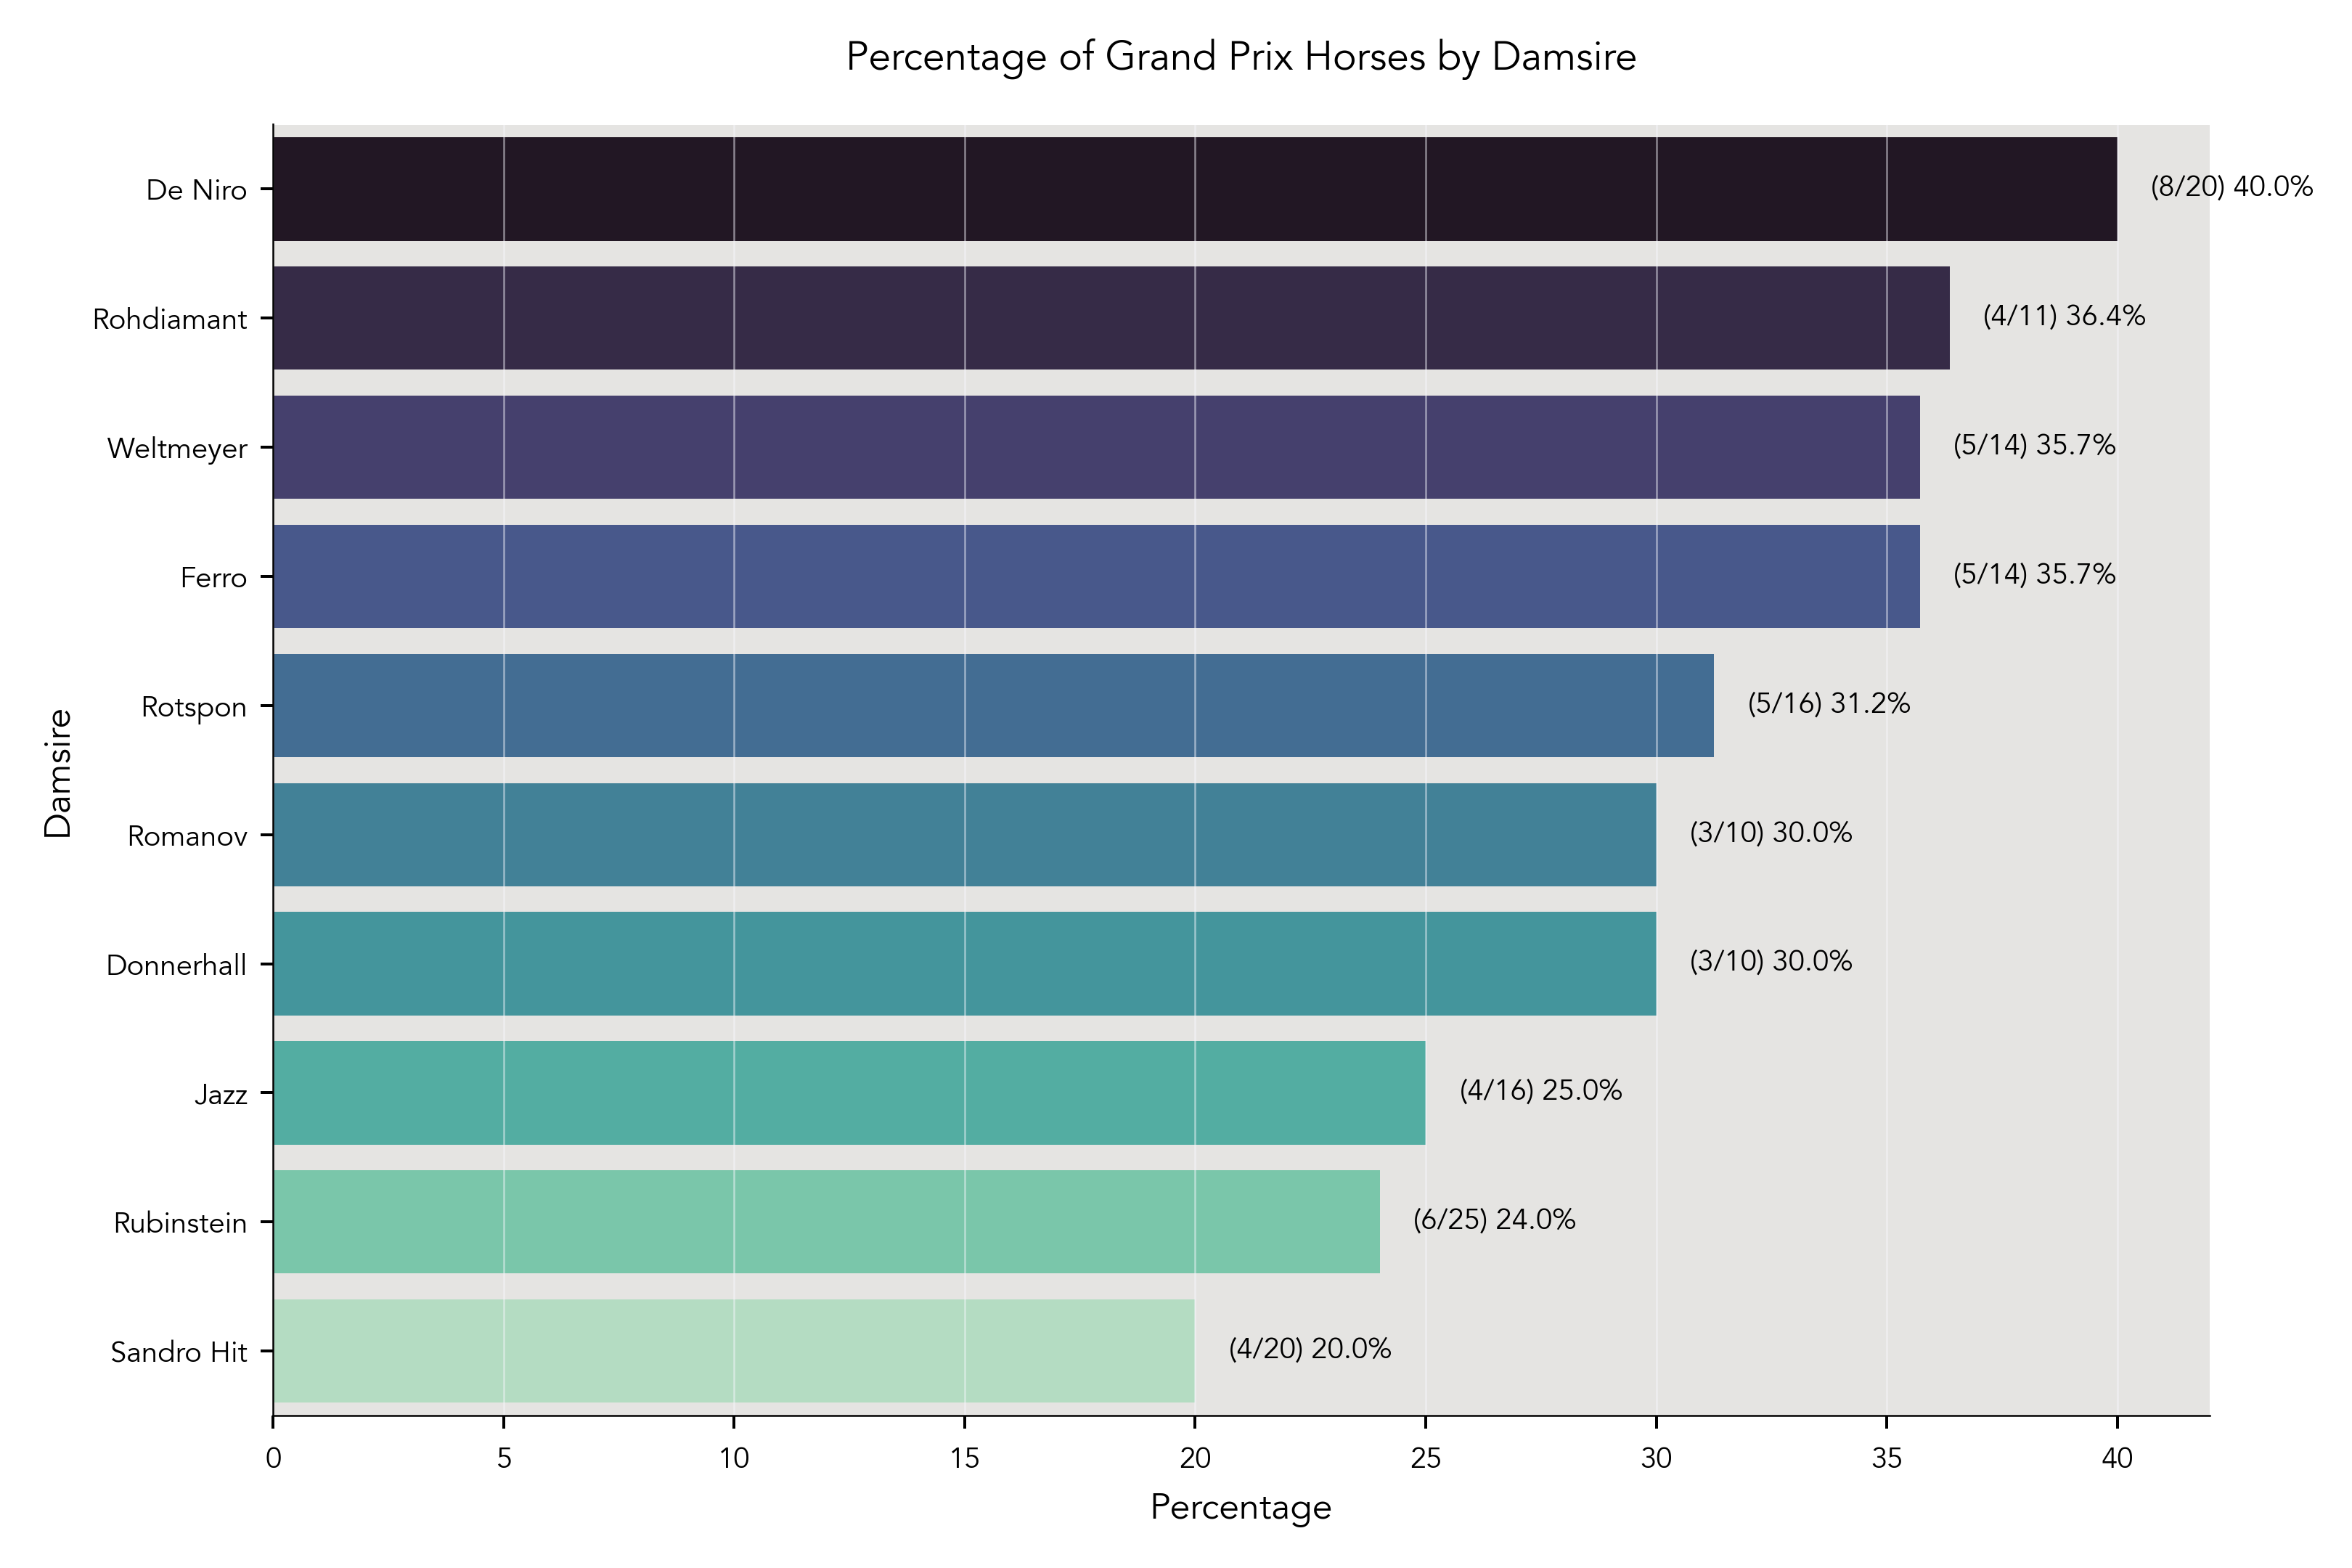 Percentage of Grand Prix Horses by Damsire
De Niro (8/20) 40.0%
Rohdiamant (4/11) 36.4%
Weltmeyer (5/14) 35.7%
Ferro (5/14) 35.7%
Rotspon (5/16) 31.2%
Romanov (3/10) 30.0%
Donnerhall (3/10) 30.0%
Jazz (4/16) 25.0%
Rubinstein (6/25) 24.0%
Sandro Hit (4/20) 20.0%
Damsire
0 5 10 15 20 25 30 35 40
Percentage